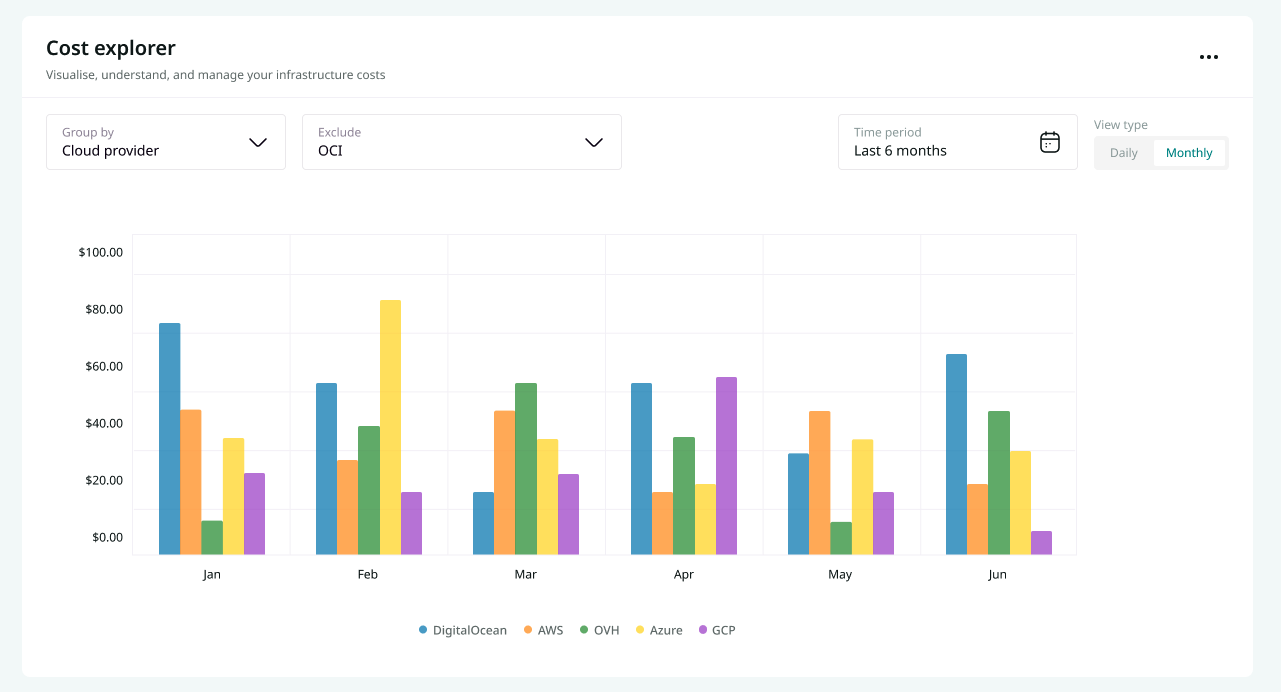 Cost explorer
Visualise, understand, and manage your infrastructure costs
Group by
Cloud provider
Exclude
OCI
Time period
Last 6 months
View type
Daily
Monthly
$100.00
$80.00
$60.00
$40.00
$20.00
$0.00
Jan
Feb
Mar
Apr
May
Jun
DigitalOcean
AWS
OVH
Azure
GCP